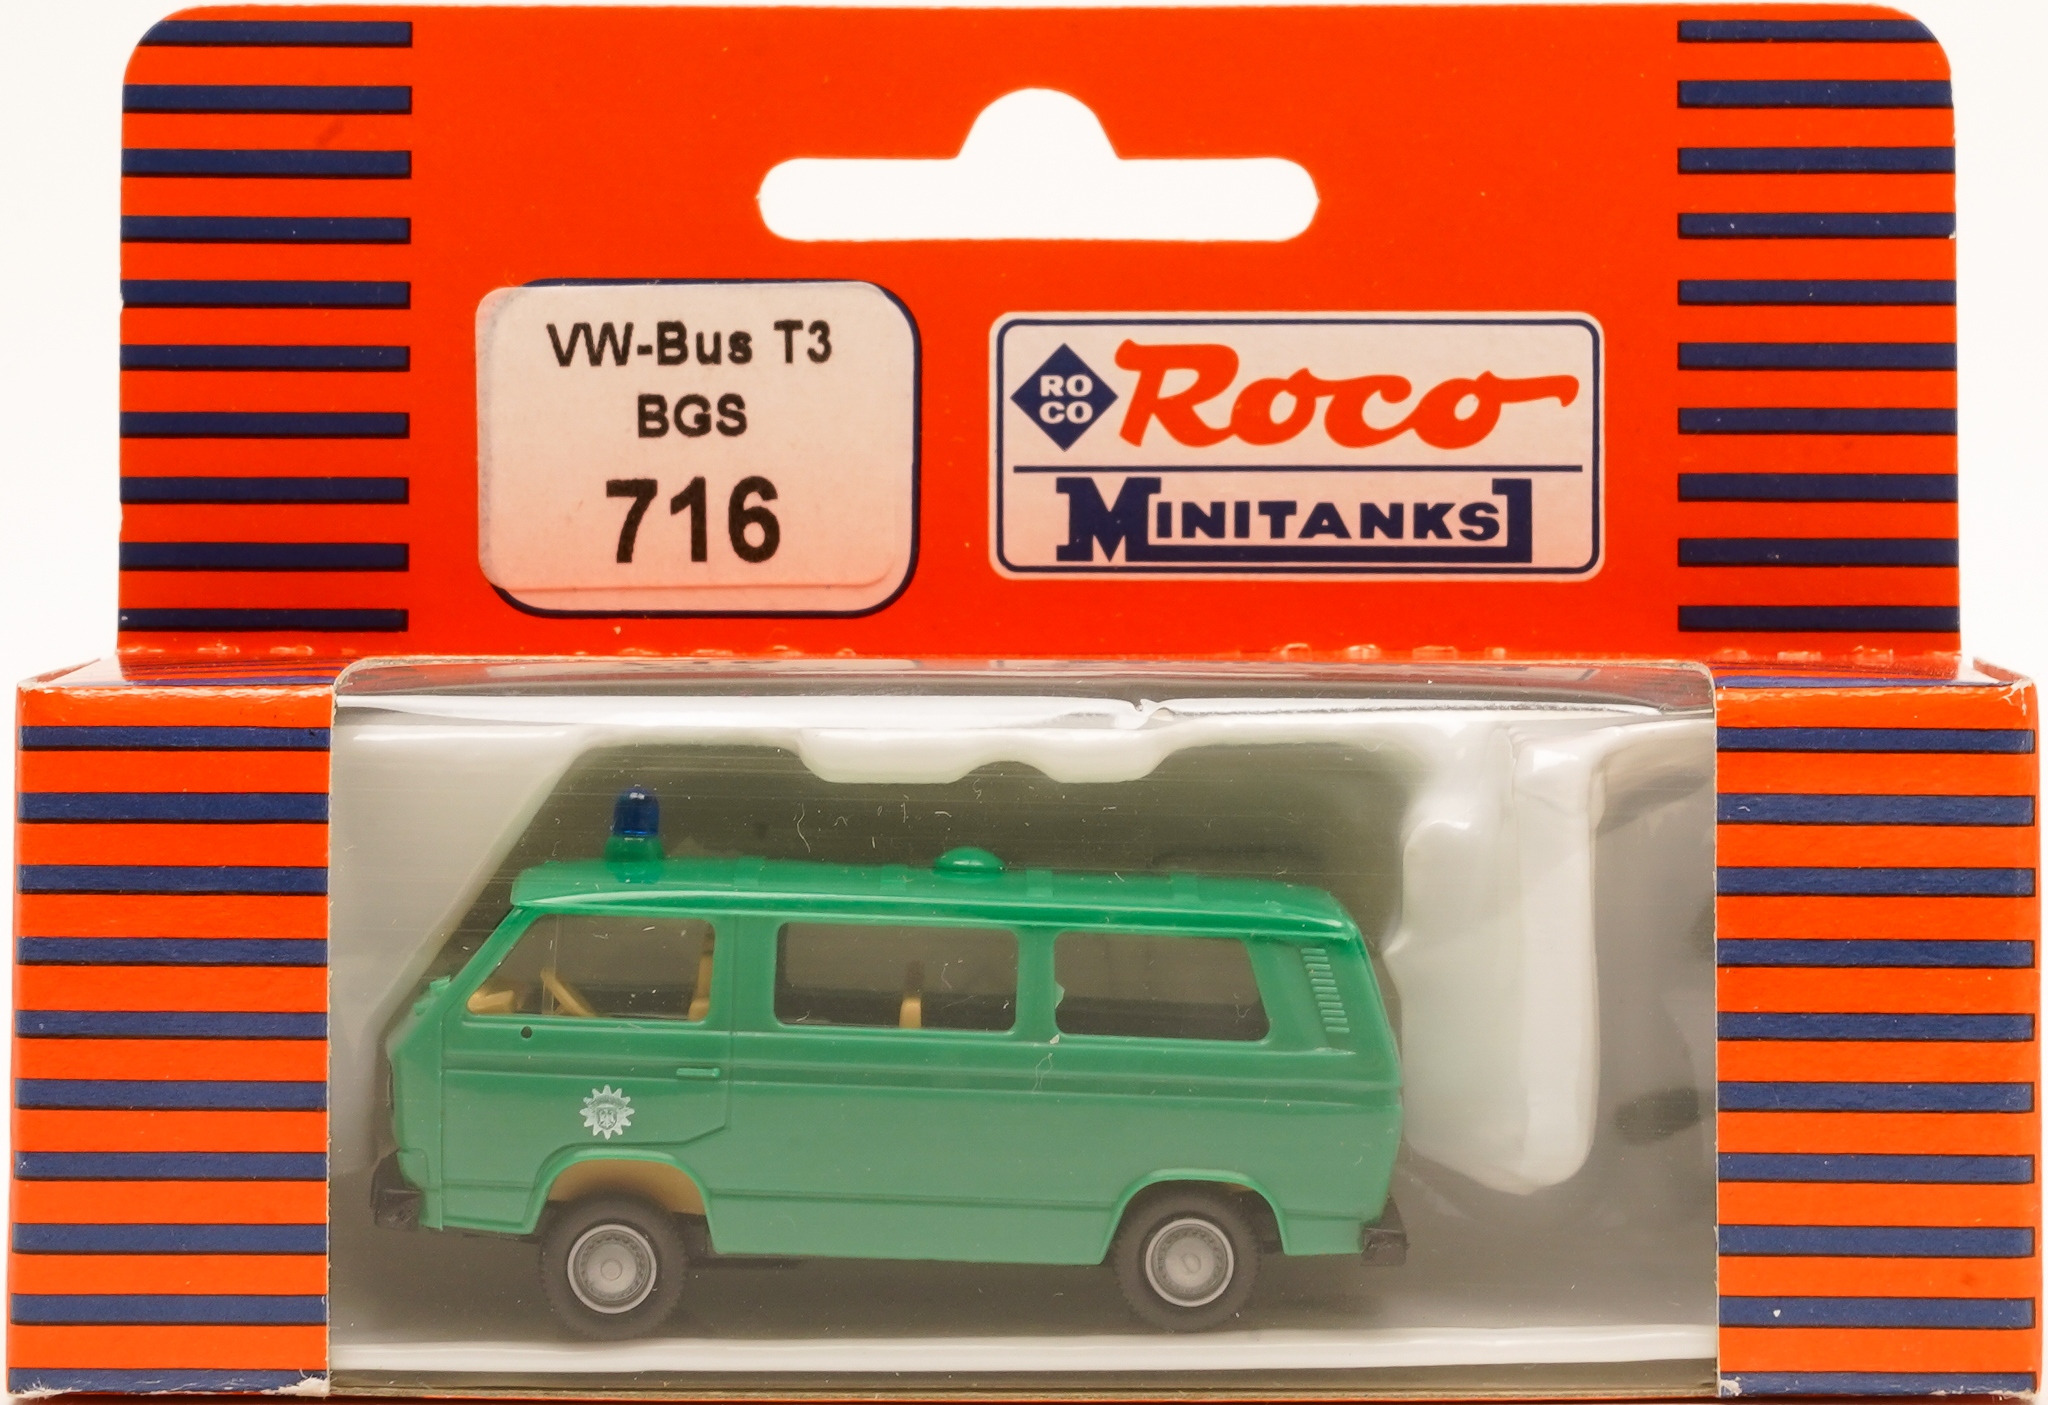 VW-Bus T3
BGS
716
RO
CO
Roco
MINITANKS